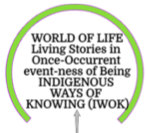 WORLD OF LIFE
Living Stories in
Once-Occurrent
event-ness of Being
INDIGENOUS
WAYS OF
KNOWING (IWOK)